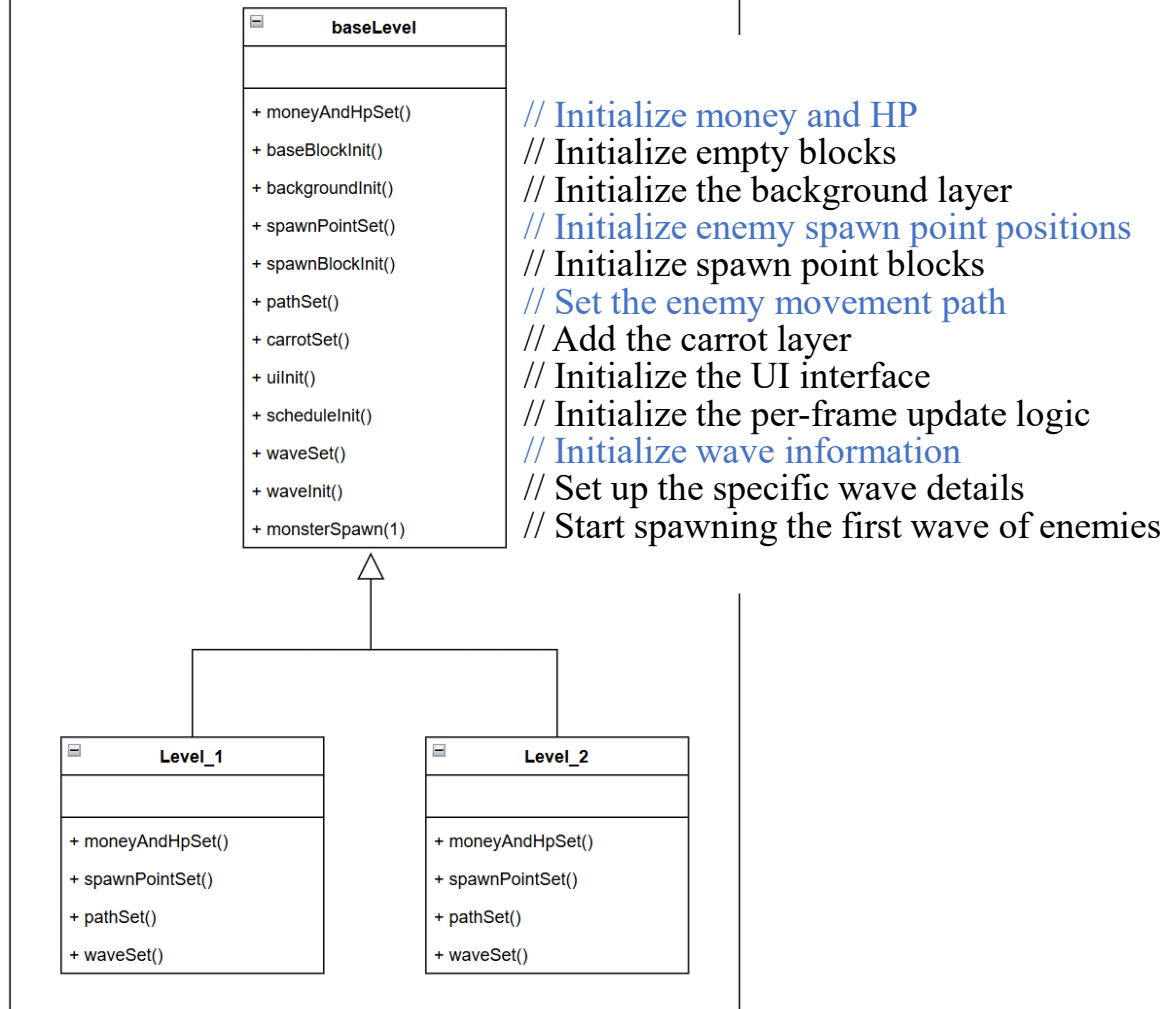 baseLevel
+ moneyAndHpSet() // Initialize money and HP
+ baseBlockInit() // Initialize empty blocks
+ backgroundInit() // Initialize the background layer
+ spawnPointSet() // Initialize enemy spawn point positions
+ spawnBlockInit() // Initialize spawn point blocks
+ pathSet() // Set the enemy movement path
+ carrotSet() // Add the carrot layer
+ uiInit() // Initialize the UI interface
+ scheduleInit() // Initialize the per-frame update logic
+ waveSet() // Initialize wave information
+ waveInit() // Set up the specific wave details
+ monsterSpawn(1) // Start spawning the first wave of enemies
Level_1
+ moneyAndHpSet()
+ spawnPointSet()
+ pathSet()
+ waveSet()
Level_2
+ moneyAndHpSet()
+ spawnPointSet()
+ pathSet()
+ waveSet()